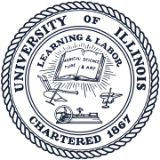 UNIVERSITY OF ILLINOIS
LEARNING & LABOR
CHARTERED 1867